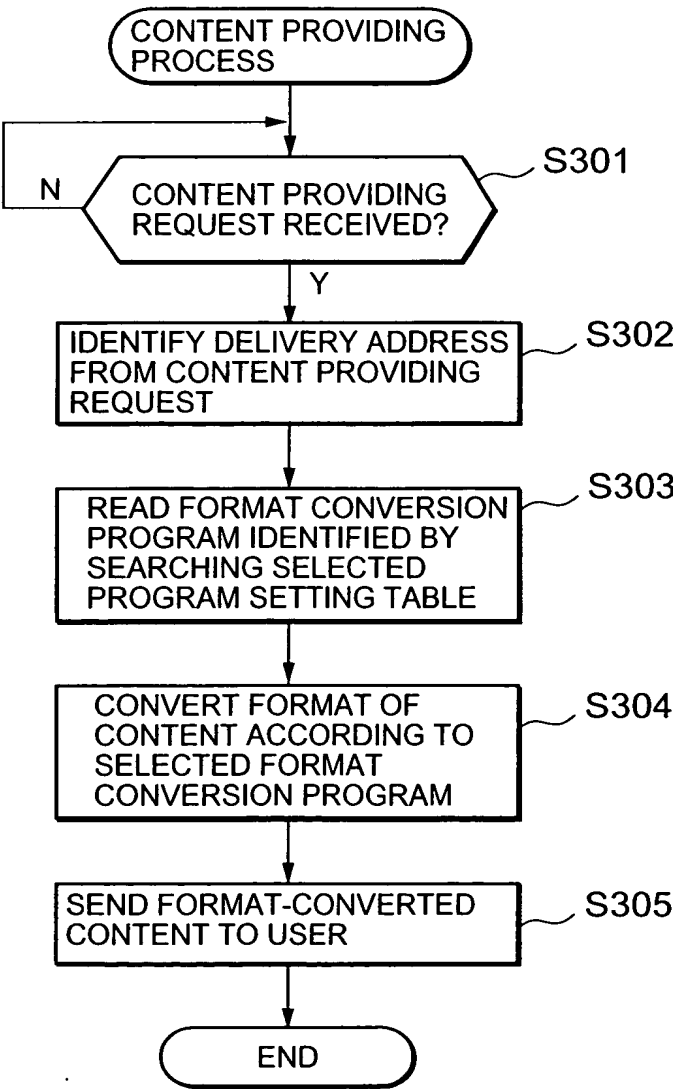 CONTENT PROVIDING
PROCESS
S301
N
CONTENT PROVIDING
REQUEST RECEIVED?
Y
S302
IDENTIFY DELIVERY ADDRESS
FROM CONTENT PROVIDING
REQUEST
S303
READ FORMAT CONVERSION
PROGRAM IDENTIFIED BY
SEARCHING SELECTED
PROGRAM SETTING TABLE
S304
CONVERT FORMAT OF
CONTENT ACCORDING TO
SELECTED FORMAT
CONVERSION PROGRAM
S305
SEND FORMAT-CONVERTED
CONTENT TO USER
END